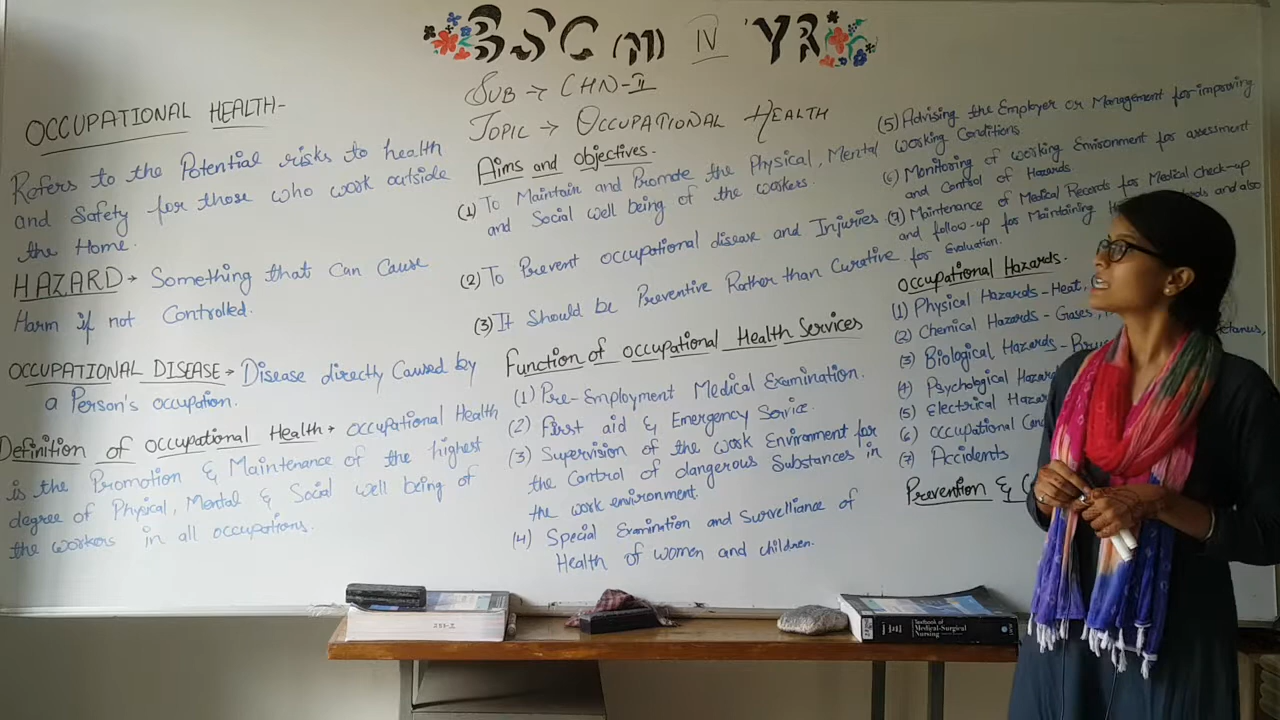 BSC (N) IV YR
SUB → CHN-II
TOPIC → OCCUPATIONAL HEALTH
OCCUPATIONAL HEALTH-
Refers to the Potential risks to health
and Safety for those who work outside
the Home.
HAZARD → Something that can cause
Harm if not Controlled.
OCCUPATIONAL DISEASE → Disease directly Caused by
a Person's occupation.
Definition of occupational Health → occupational Health
is the Promotion & Maintenance of the highest
degree of Physical, Mental & Social well being of
the workers in all occupations.
Aims and objectives.
(1) To Maintain and Promote the Physical, Mental
and Social well being of the workers.
(2) To Prevent occupational disease and Injuries
(3) It Should be Preventive Rather than Curative
Function of occupational Health Services
(1) Pre-Employment Medical Examination.
(2) First aid & Emergency Service.
(3) Supervision of the work Environment for
the Control of dangerous Substances in
the work environment.
(4) Special Examination and Survelliance of
Health of women and children.
(5) Advising the Employer or Management for improving
working Conditions
(6) Monitoring of working Environment for assessment
and Control of Hazards
(7) Maintenance of Medical Records for Medical check-up
and follow-up for Maintaining and also
for Evaluation.
Occupational Hazards.
(1) Physical Hazards - Heat,
(2) Chemical Hazards - Gases,
(3) Biological Hazards - Tetanus,
(4) Psychological
(5) Electrical
(6) Occupational
(7) Accidents
Prevention &
Textbook of
Medical-Surgical
Nursing